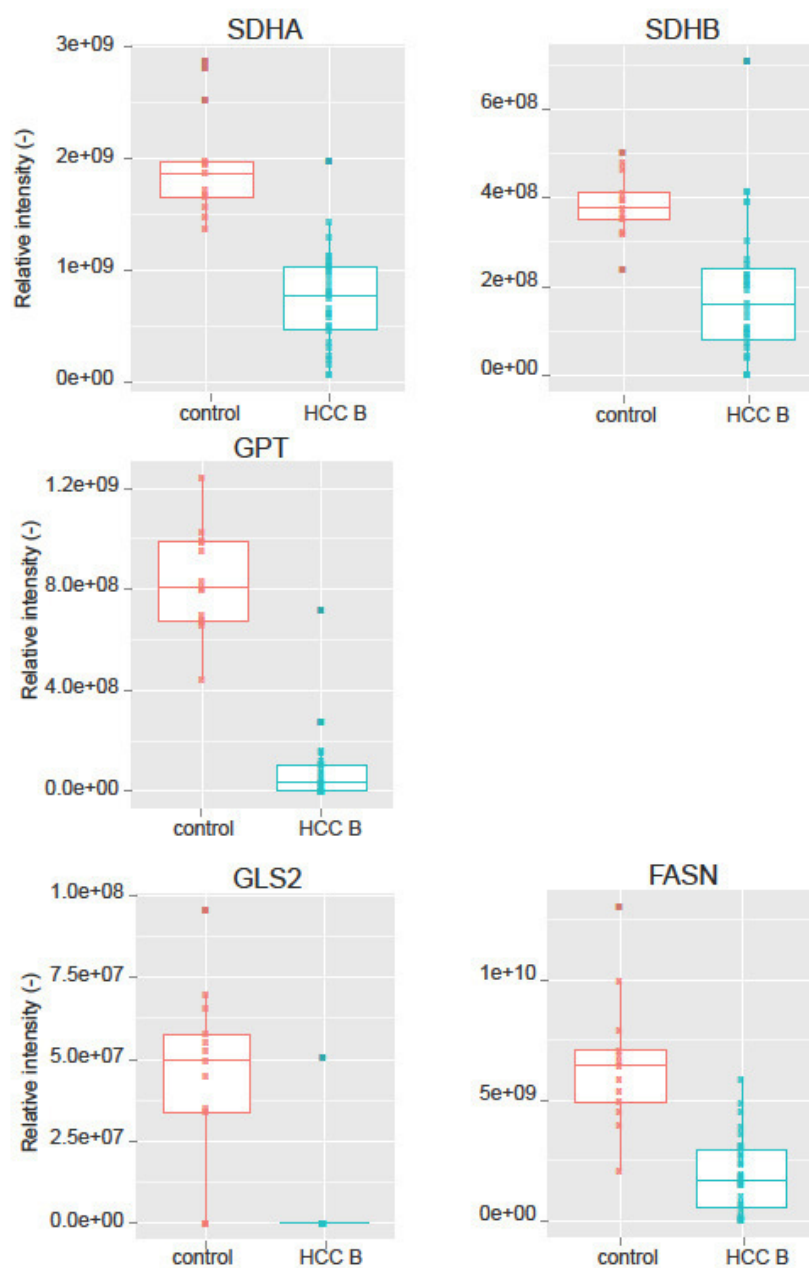 SDHA
SDHB
Relative intensity (-)
3e+09
2e+09
1e+09
0e+00
control
HCC B
6e+08
4e+08
2e+08
0e+00
control
HCC B
GPT
Relative intensity (-)
1.2e+09
8.0e+08
4.0e+08
0.0e+00
control
HCC B
GLS2
FASN
Relative intensity (-)
1.0e+08
7.5e+07
5.0e+07
2.5e+07
0.0e+00
control
HCC B
1e+10
5e+09
0e+00
control
HCC B